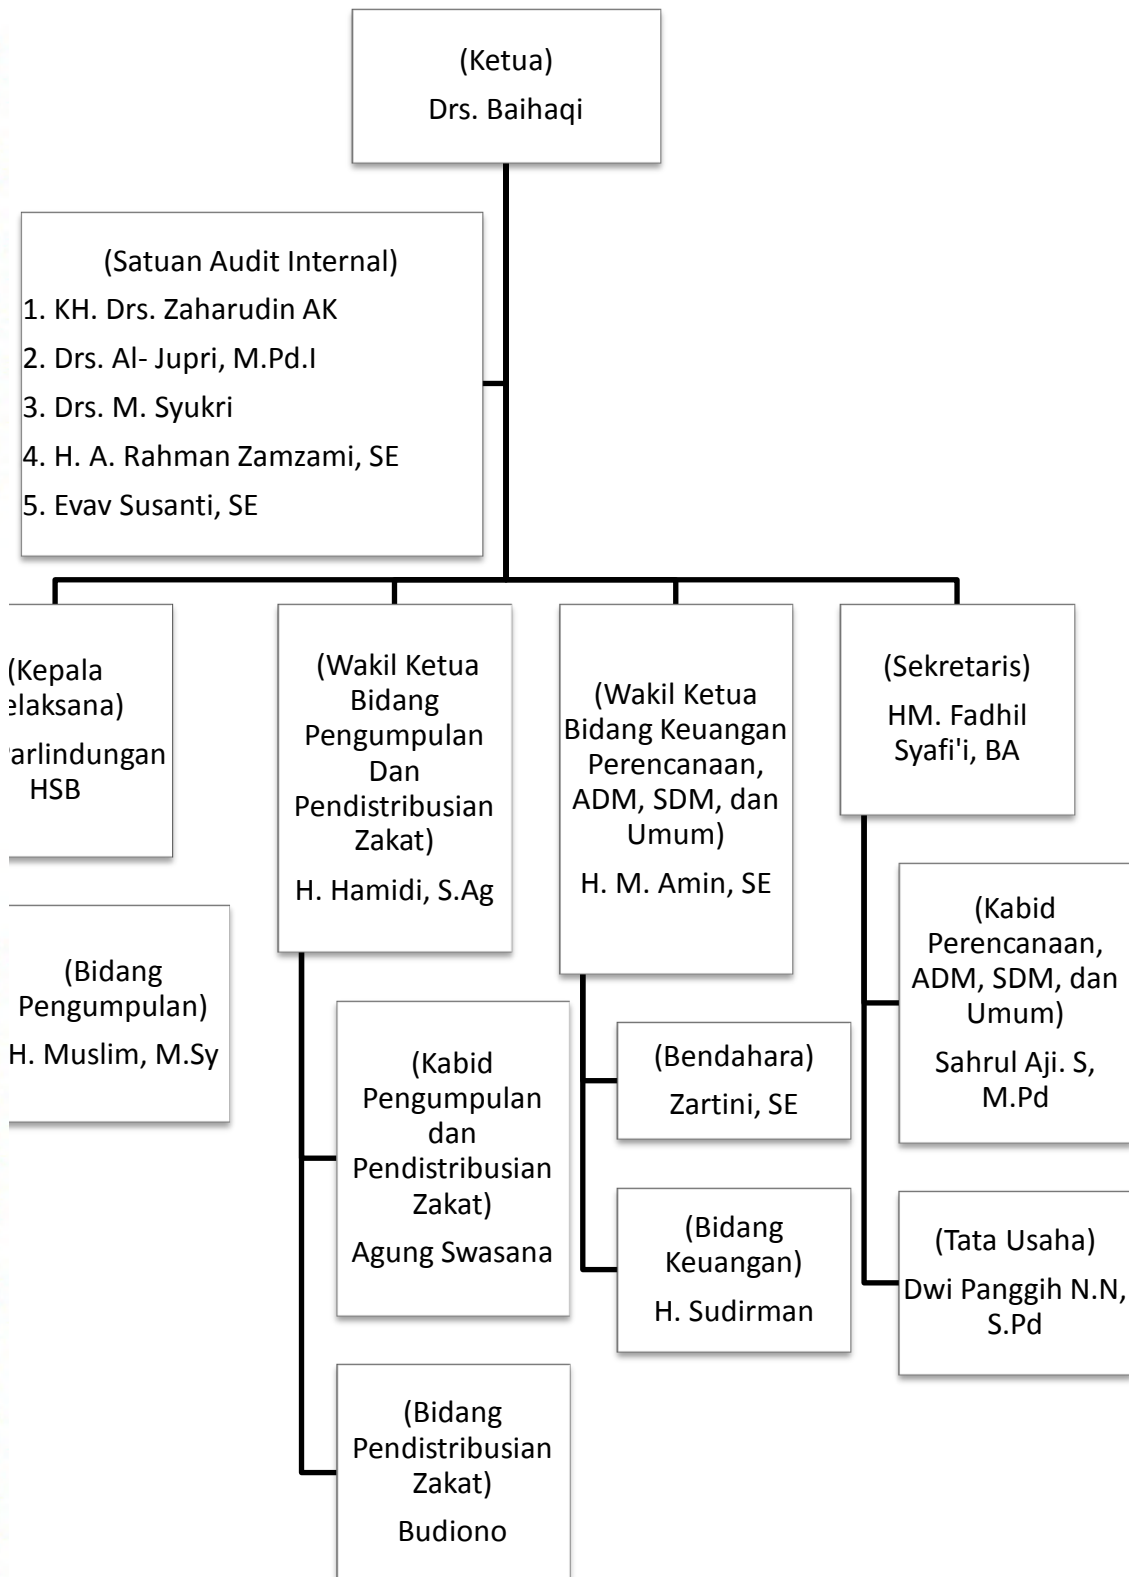 (Ketua)
Drs. Baihaqi
(Satuan Audit Internal)
1. KH. Drs. Zaharudin AK
2. Drs. Al- Jupri, M.Pd.I
3. Drs. M. Syukri
4. H. A. Rahman Zamzami, SE
5. Evav Susanti, SE
(Kepala
elaksana)
arlindungan
HSB
(Bidang
Pengumpulan)
H. Muslim, M.Sy
(Wakil Ketua
Bidang
Pengumpulan
Dan
Pendistribusian
Zakat)
H. Hamidi, S.Ag
(Kabid
Pengumpulan
dan
Pendistribusian
Zakat)
Agung Swasana
(Bidang
Pendistribusian
Zakat)
Budiono
(Wakil Ketua
Bidang Keuangan
Perencanaan,
ADM, SDM, dan
Umum)
H. M. Amin, SE
(Bendahara)
Zartini, SE
(Bidang
Keuangan)
H. Sudirman
(Sekretaris)
HM. Fadhil
Syafi'i, BA
(Kabid
Perencanaan,
ADM, SDM, dan
Umum)
Sahrul Aji. S,
M.Pd
(Tata Usaha)
Dwi Panggih N.N,
S.Pd